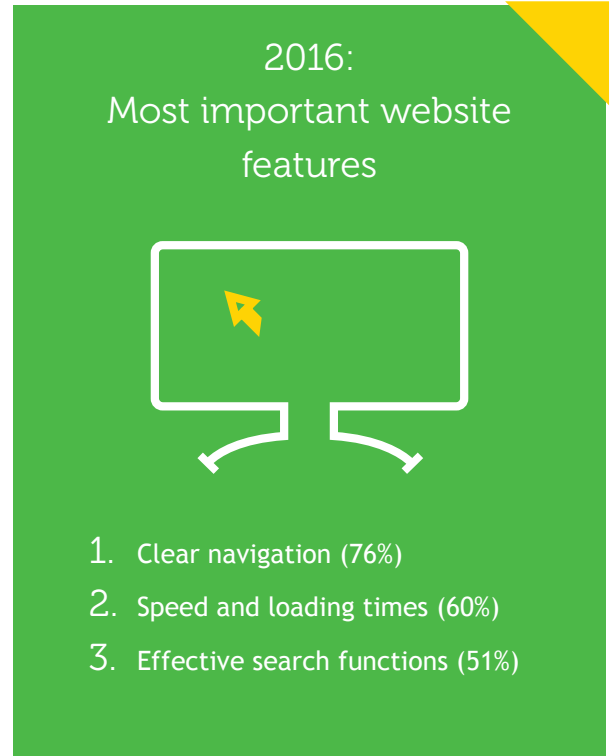 2016:
Most important website
features
1. Clear navigation (76%)
2. Speed and loading times (60%)
3. Effective search functions (51%)